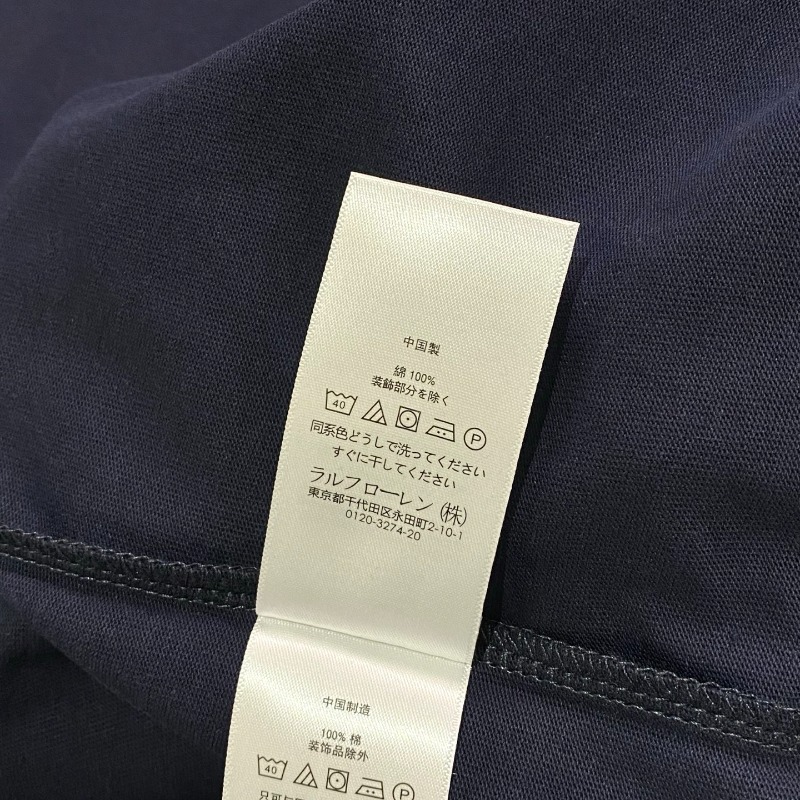 中国製
綿 100%
装飾部分を除く
40 P
同系色どうしで洗ってください
すぐに干してください
ラルフローレン (株)
東京都千代田区永田町2-10-1
0120-3274-20
中国制造
100% 棉
装饰品除外
40 P
只可与